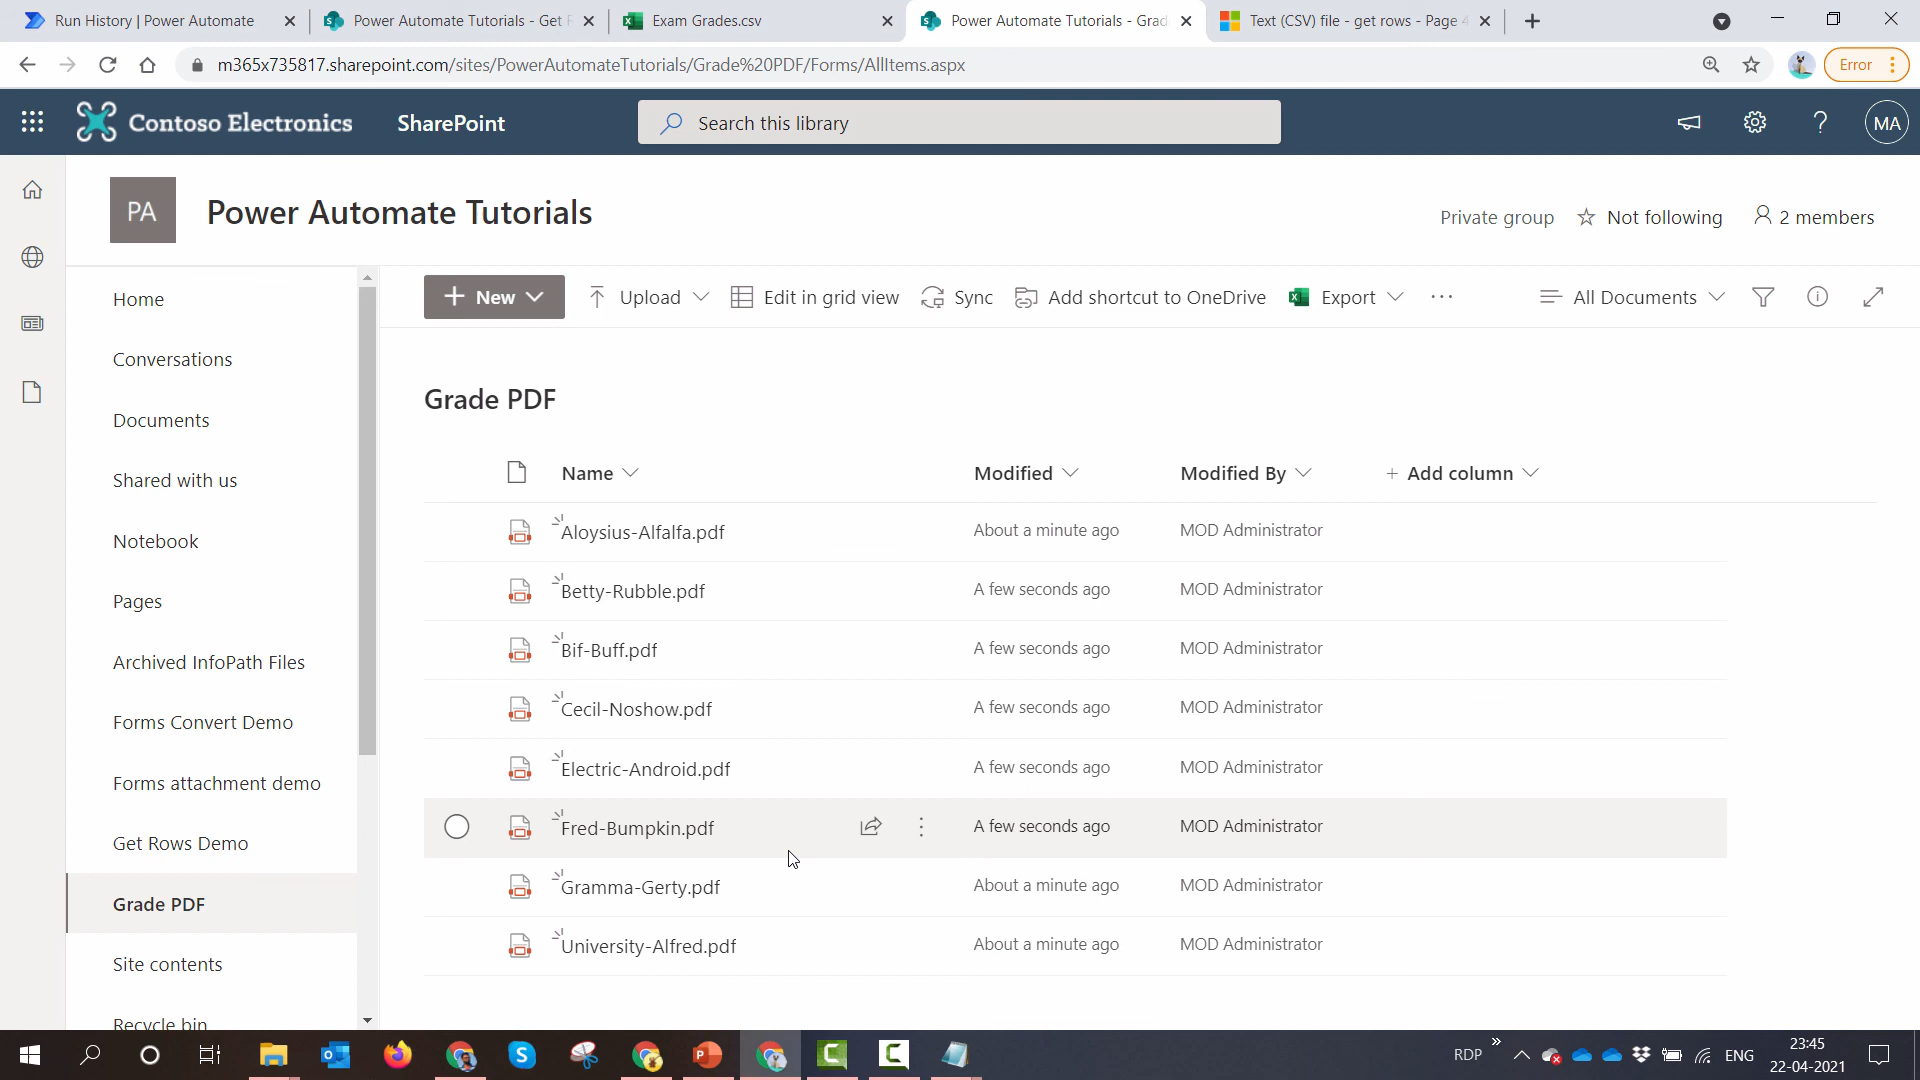 Run History | Power Automate
Power Automate Tutorials - Get
Exam Grades.csv
Power Automate Tutorials - Grad
Text (CSV) file - get rows - Page
m365x735817.sharepoint.com/sites/PowerAutomateTutorials/Grade%20PDF/Forms/AllItems.aspx
Error
Contoso Electronics
SharePoint
Search this library
MA
PA
Power Automate Tutorials
Private group
Not following
2 members
Home
Conversations
Documents
Shared with us
Notebook
Pages
Archived InfoPath Files
Forms Convert Demo
Forms attachment demo
Get Rows Demo
Grade PDF
Site contents
Recycle bin
New
Upload
Edit in grid view
Sync
Add shortcut to OneDrive
Export
All Documents
Grade PDF
Name Modified Modified By + Add column
Aloysius-Alfalfa.pdf About a minute ago MOD Administrator
Betty-Rubble.pdf A few seconds ago MOD Administrator
Bif-Buff.pdf A few seconds ago MOD Administrator
Cecil-Noshow.pdf A few seconds ago MOD Administrator
Electric-Android.pdf A few seconds ago MOD Administrator
Fred-Bumpkin.pdf A few seconds ago MOD Administrator
Gramma-Gerty.pdf About a minute ago MOD Administrator
University-Alfred.pdf About a minute ago MOD Administrator
RDP
ENG
23:45
22-04-2021